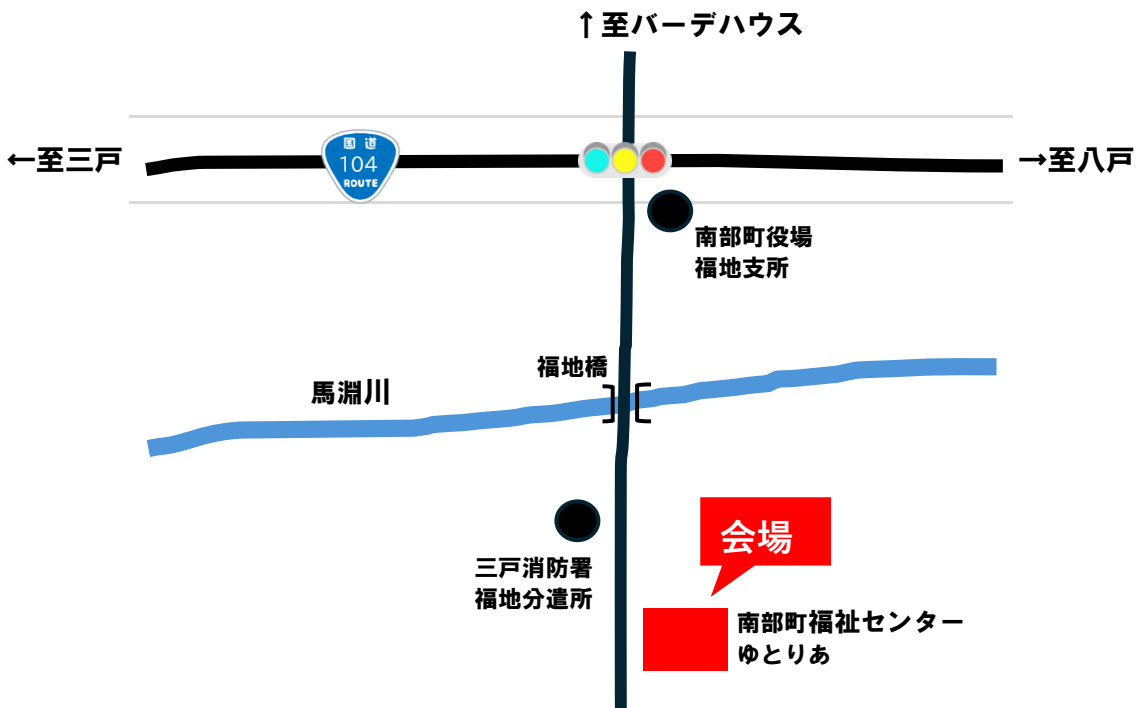 ↑至バーデハウス
国道
104
ROUTE
←至三戸
→至八戸
南部町役場
福地支所
福地橋
馬淵川
会場
三戸消防署
福地分遣所
南部町福祉センター
ゆとりあ